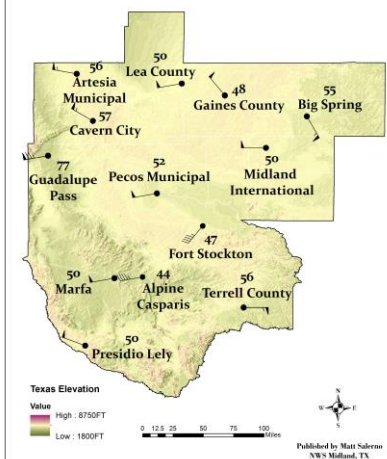 56
Artesia
Municipal
50
Lea County
48
Gaines County
55
Big Spring
57
Cavern City
77
Guadalupe
Pass
52
Pecos Municipal
50
Midland
International
47
Fort Stockton
50
Marfa
44
Alpine
Casparis
56
Terrell County
50
Presidio Lely
Texas Elevation
Value
High : 8750FT
Low : 1800FT
0 12.5 25 50 75 100
Miles
N
W E
S
Published by Matt Salerno
NWS Midland, TX